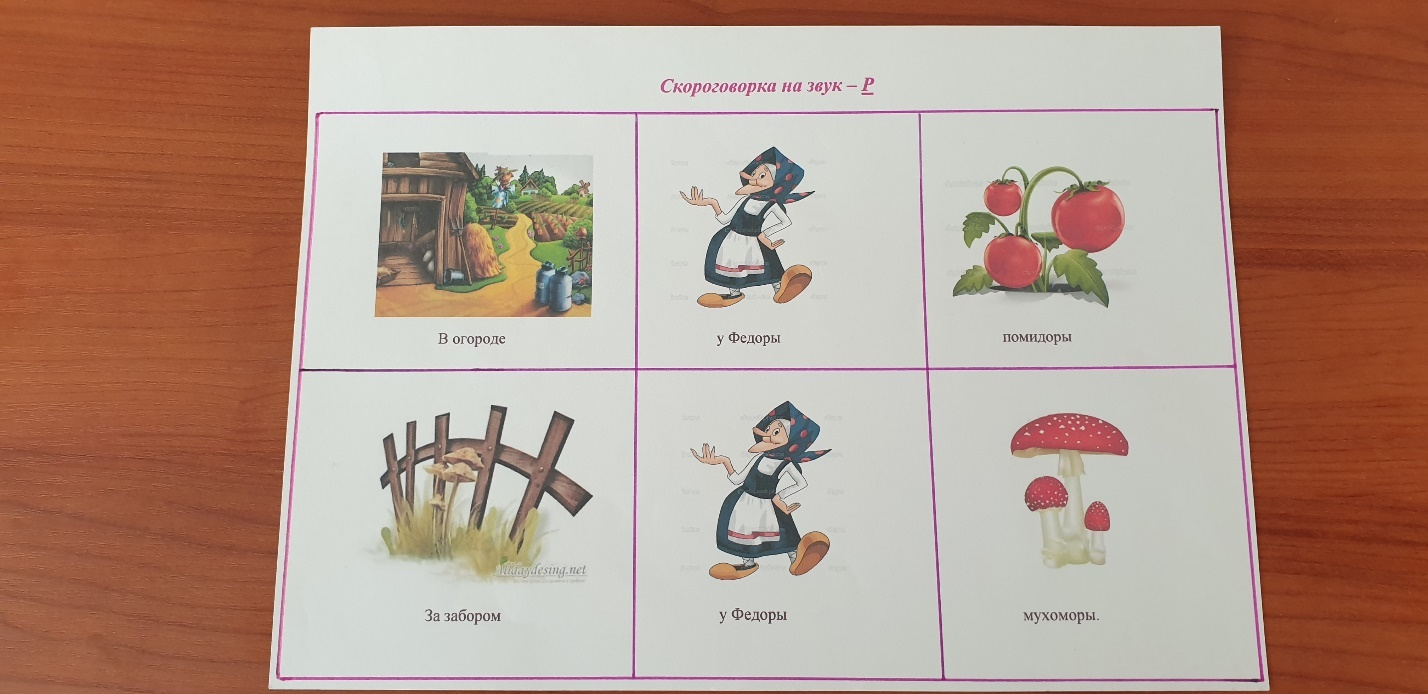 Скороговорка на звук – Р
В огороде
у Федоры
помидоры
За забором
у Федоры
мухоморы.